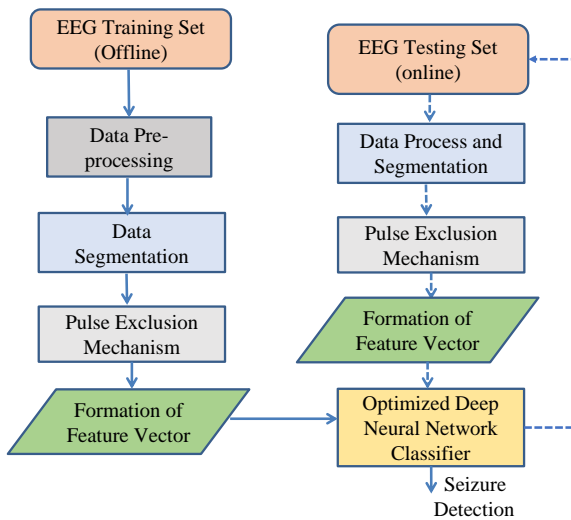 EEG Training Set
(Offline)
Data Pre-
processing
Data
Segmentation
Pulse Exclusion
Mechanism
Formation of
Feature Vector
EEG Testing Set
(online)
Data Process and
Segmentation
Pulse Exclusion
Mechanism
Formation of
Feature Vector
Optimized Deep
Neural Network
Classifier
Seizure
Detection